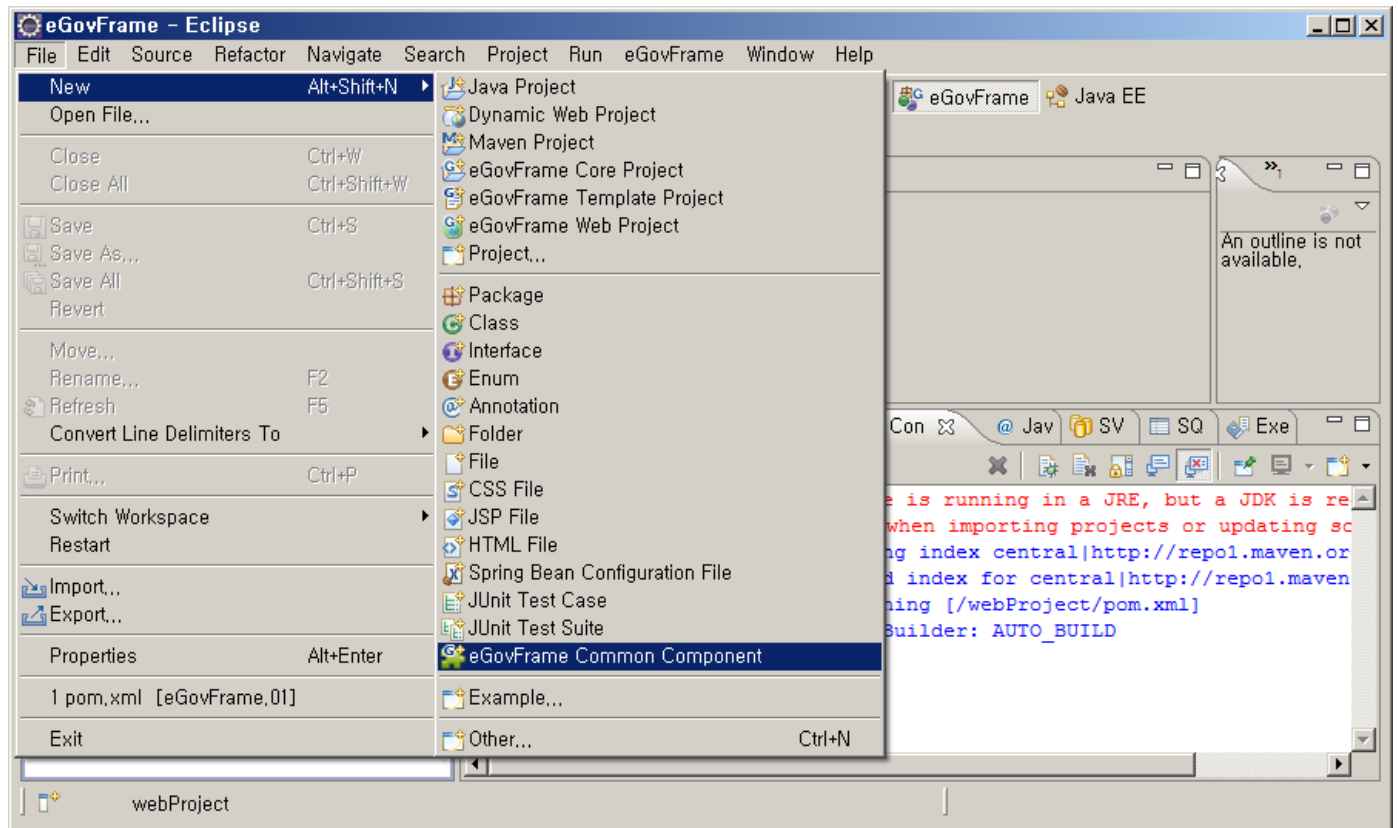 eGovFrame - Eclipse
File Edit Source Refactor Navigate Search Project Run eGovFrame Window Help
New Alt+Shift+N
Open File...
Close Ctrl+W
Close All Ctrl+Shift+W
Save Ctrl+S
Save As...
Save All Ctrl+Shift+S
Revert
Move...
Rename... F2
Refresh F5
Convert Line Delimiters To
Print... Ctrl+P
Switch Workspace
Restart
Import...
Export...
Properties Alt+Enter
1 pom.xml [eGovFrame.01]
Exit
Java Project
Dynamic Web Project
Maven Project
eGovFrame Core Project
eGovFrame Template Project
eGovFrame Web Project
Project...
Package
Class
Interface
Enum
Annotation
Folder
File
CSS File
JSP File
HTML File
Spring Bean Configuration File
JUnit Test Case
JUnit Test Suite
eGovFrame Common Component
Example...
Other... Ctrl+N
eGovFrame Java EE
An outline is not
available.
Con Jav SV SQ Exe
e is running in a JRE, but a JDK is re
when importing projects or updating sc
ng index central|http://repo1.maven.or
d index for central|http://repo1.maven
ning [/webProject/pom.xml]
Builder: AUTO_BUILD
webProject